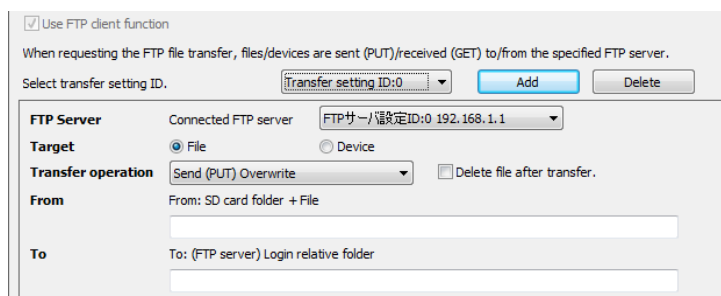 Use FTP client function
When requesting the FTP file transfer, files/devices are sent (PUT)/received (GET) to/from the specified FTP server.
Select transfer setting ID. Transfer setting ID:0 Add Delete
FTP Server Connected FTP server FTPサーバ設定ID:0 192.168.1.1
Target File Device
Transfer operation Send (PUT) Overwrite Delete file after transfer.
From From: SD card folder + File
To To: (FTP server) Login relative folder